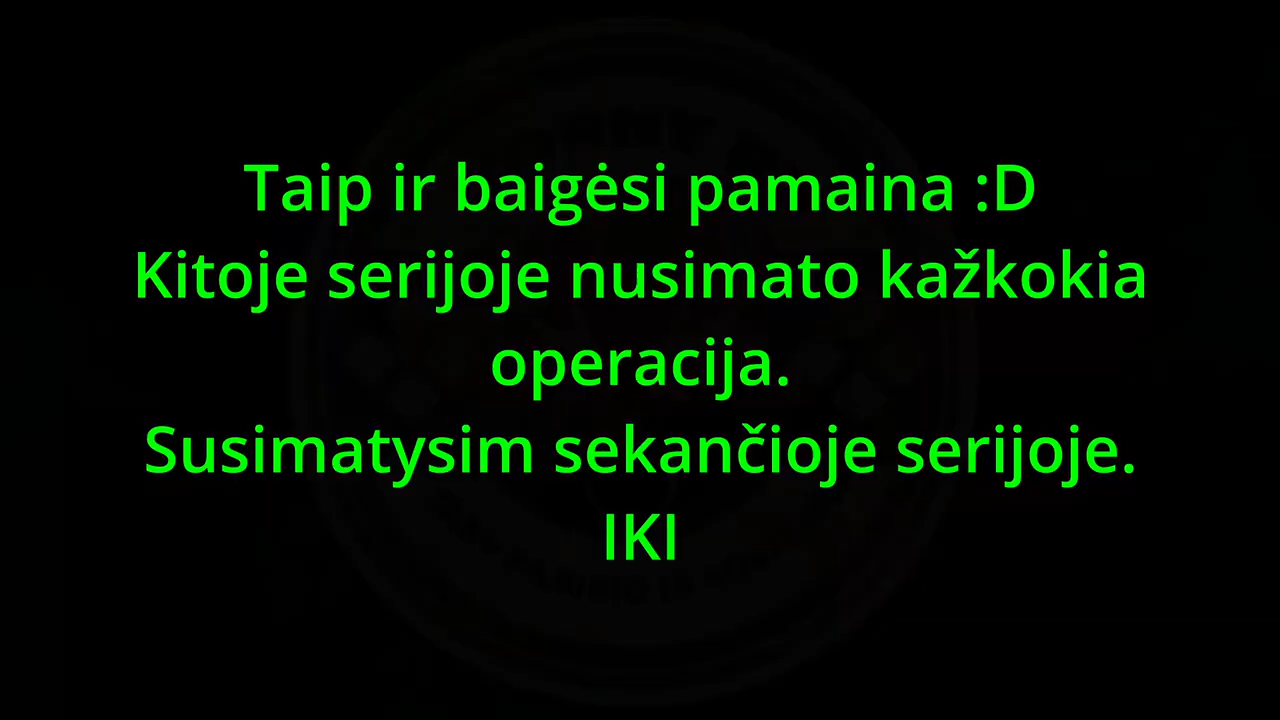 Taip ir baigėsi pamaina :D
Kitoje serijoje nusimato kažkokia
operacija.
Susimatysim sekančioje serijoje.
IKI